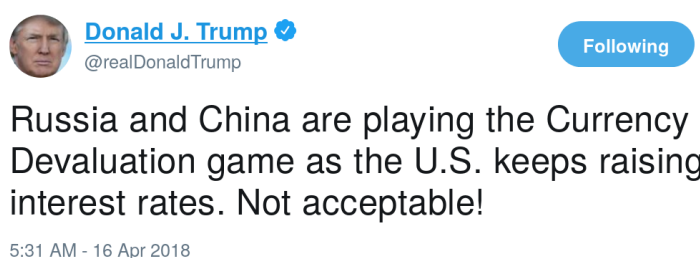 Donald J. Trump
@realDonaldTrump
Following
Russia and China are playing the Currency
Devaluation game as the U.S. keeps raising
interest rates. Not acceptable!
5:31 AM - 16 Apr 2018